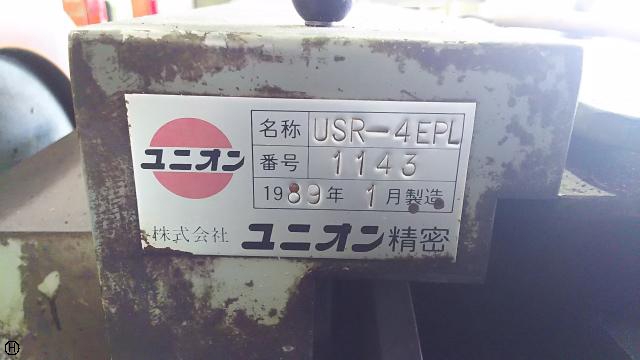 ユニオン
名称 USR-4EPL
番号 1143
1989年 1月製造
株式会社 ユニオン精密
H